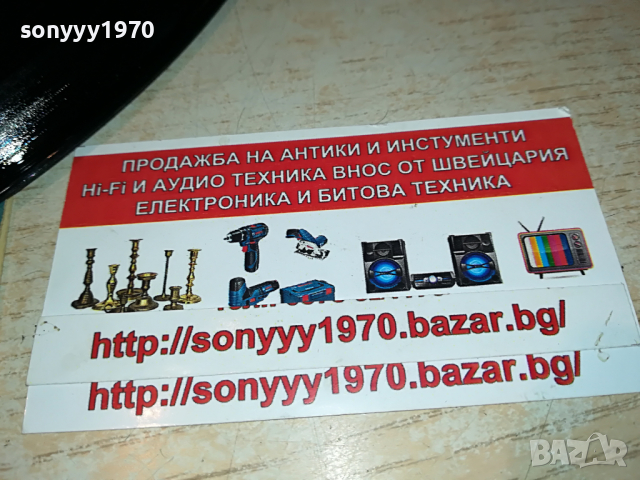 sonyyy1970
ПРОДАЖБА НА АНТИКИ И ИНСТУМЕНТИ
Hi-Fi И АУДИО ТЕХНИКА ВНОС ОТ ШВЕЙЦАРИЯ
ЕЛЕКТРОНИКА И БИТОВА ТЕХНИКА
http://sonyyy1970.bazar.bg/
http://sonyyy1970.bazar.bg/
BAZAR